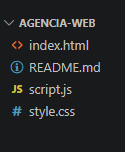 AGENCIA-WEB
index.html
README.md
script.js
style.css